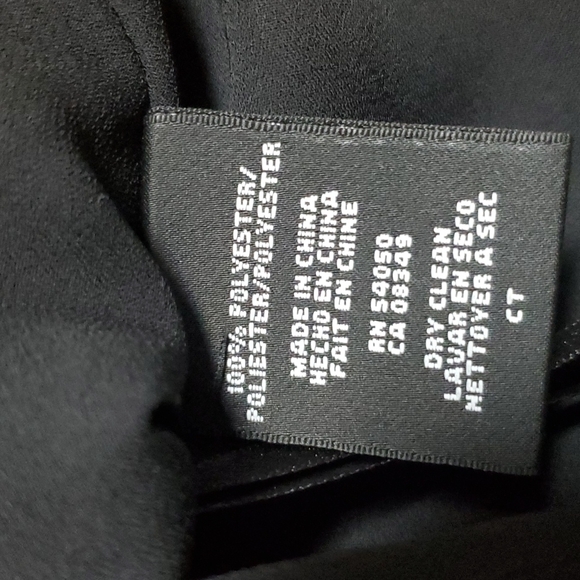 100% POLYESTER/
POLIESTER/POLYESTER
MADE IN CHINA
HECHO EN CHINA
FAIT EN CHINE
RN 54050
CA 08349
DRY CLEAN
LAVAR EN SECO
NETTOYER A SEC
CT